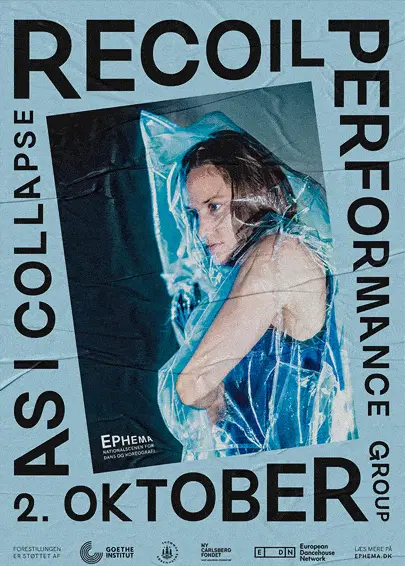 RECOIL
PERFORMANCE
GROUP
AS I COLLAPSE
EPHEMA
NATIONALSCENEN FOR
DANS OG KOREOGRAFI
2. OKTOBER
FORESTILLINGEN
ER STØTTET AF
GOETHE
INSTITUT
NY
CARLSBERG
FONDET
EDN
European
Dancehouse
Network
LÆS MERE PÅ
EPHEMA.DK